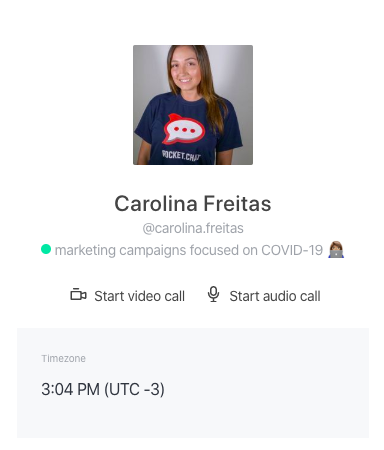 ROCKET.CHAT
Carolina Freitas
@carolina.freitas
marketing campaigns focused on COVID-19
Start video call
Start audio call
Timezone
3:04 PM (UTC -3)